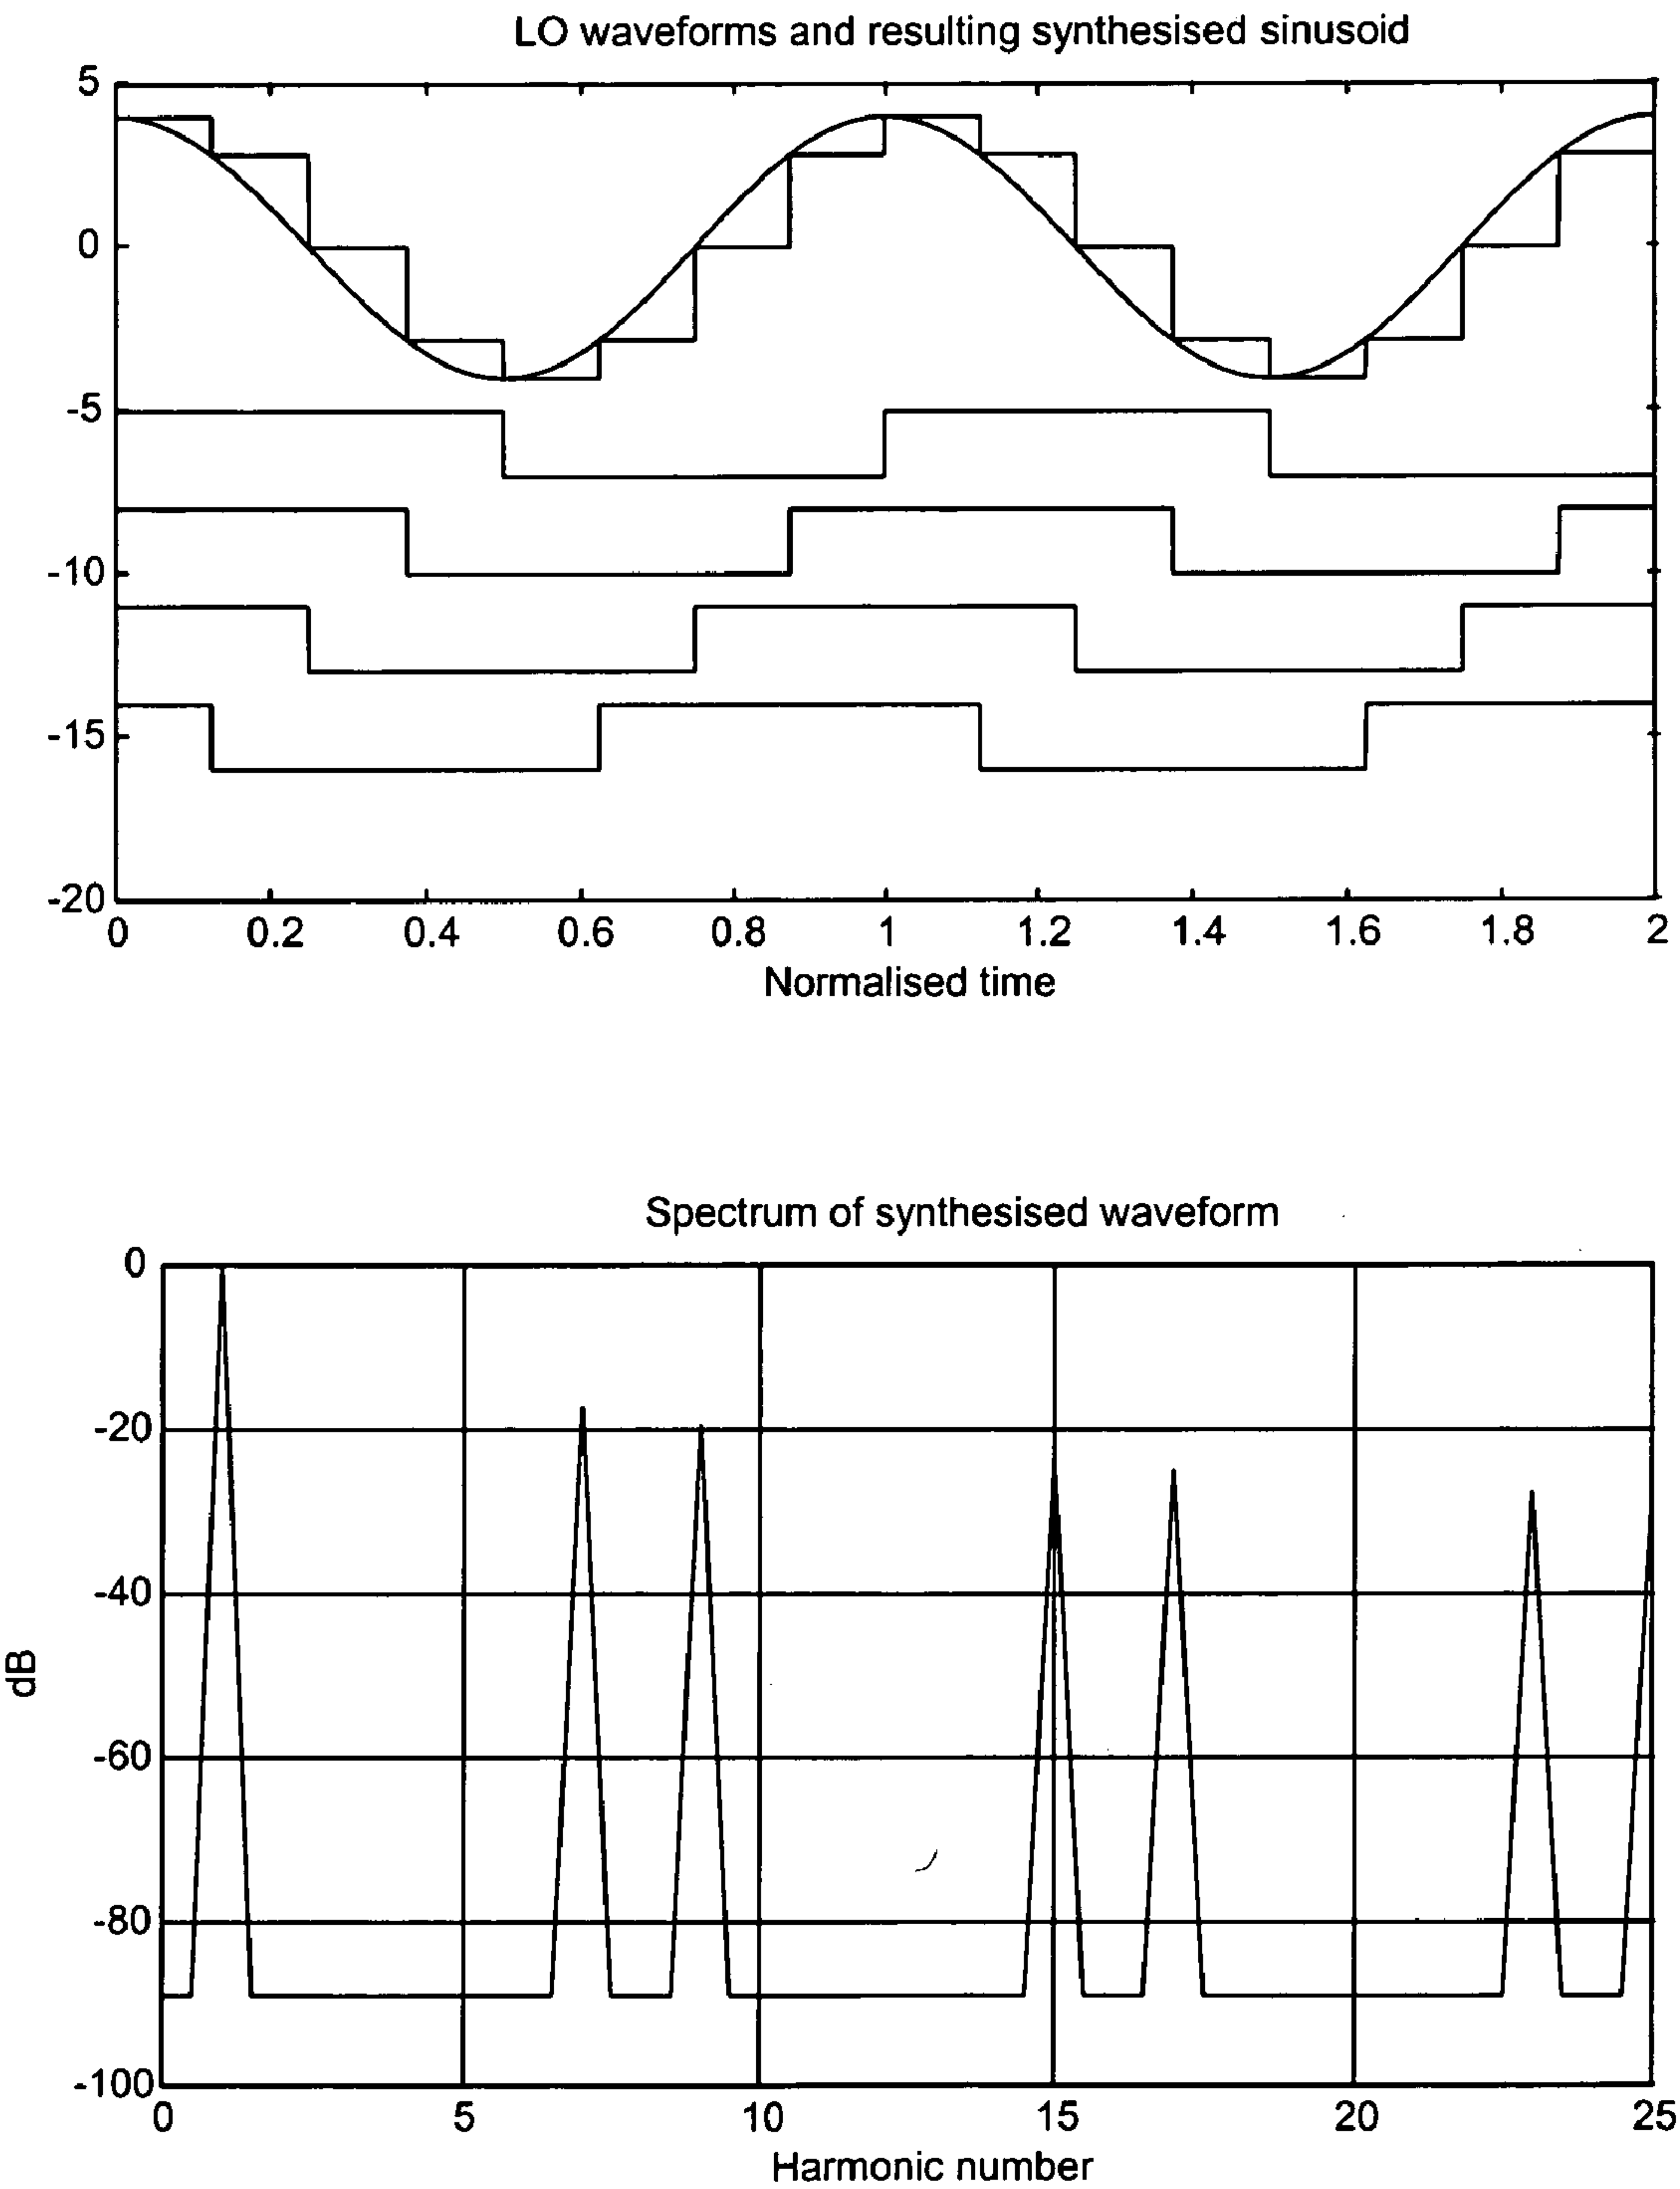 LO waveforms and resulting synthesised sinusoid
5
0
-5
-10
-15
-20
0 0.2 0.4 0.6 0.8 1 1.2 1.4 1.6 1.8 2
Normalised time
Spectrum of synthesised waveform
0
-20
-40
-60
-80
-100
dB
0 5 10 15 20 25
Harmonic number